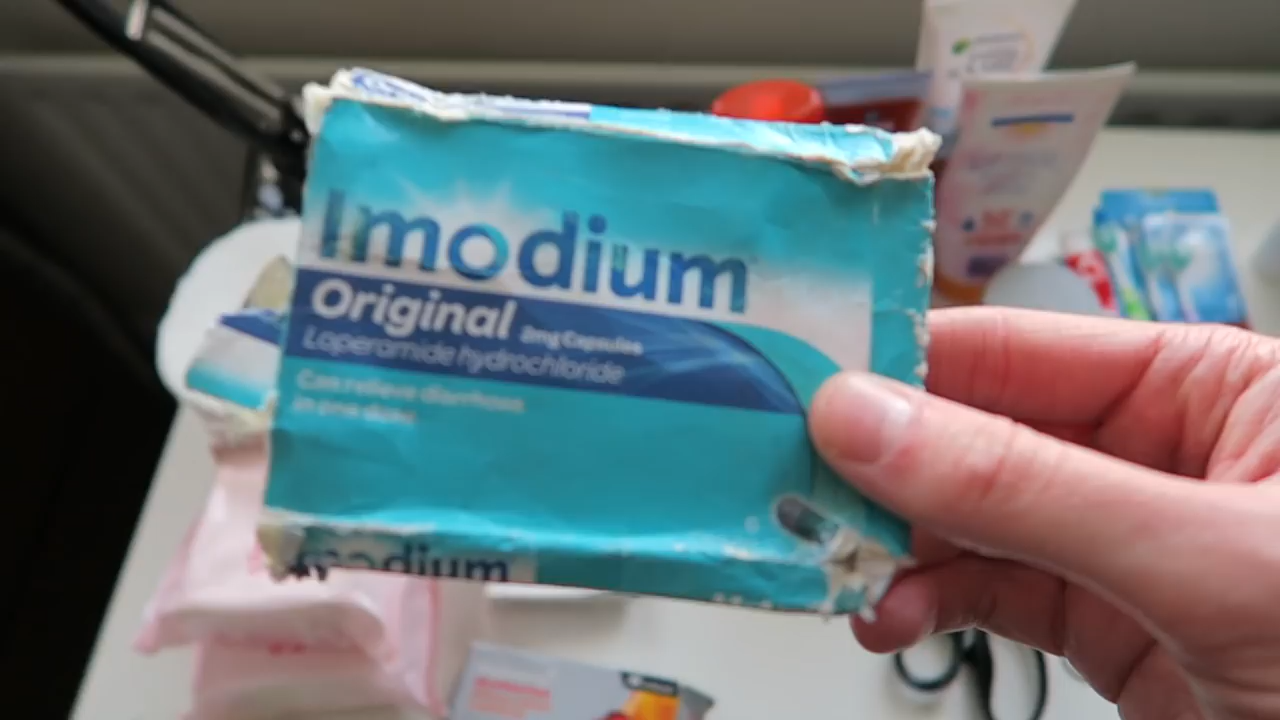 Imodium
Original 2mg Capsules
Loperamide hydrochloride
Can relieve diarrhoea
in one dose
Imodium